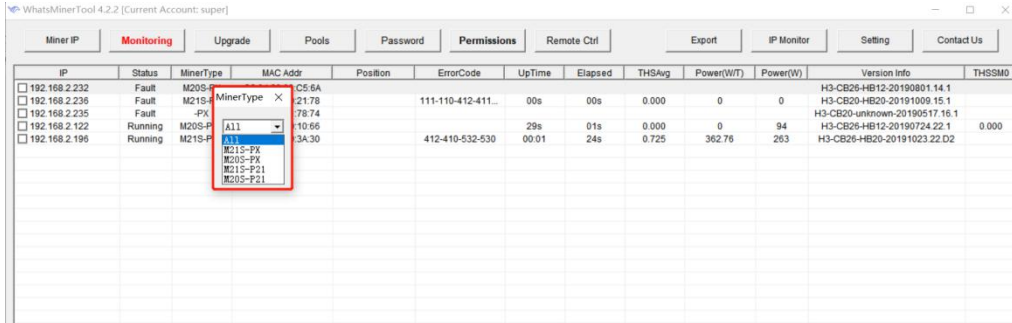 WhatsMinerTool 4.2.2 [Current Account: super]
Miner IP Monitoring Upgrade Pools Password Permissions Remote Ctrl Export IP Monitor Setting Contact Us
IP Status MinerType MAC Addr Position ErrorCode UpTime Elapsed THSAvg Power(W/T) Power(W) Version Info THSSM0
192.168.2.232 Fault M20S-P :C5:6A H3-CB26-HB12-20190801.14.1
192.168.2.236 Fault M21S-P :21:78 111-110-412-411... 00s 00s 0.000 0 0 H3-CB26-HB20-20191009.15.1
192.168.2.235 Fault -PX :78:74 H3-CB20-unknown-20190517.16.1
192.168.2.122 Running M20S-P :10:66 29s 01s 0.000 0 94 H3-CB26-HB12-20190724.22.1 0.000
192.168.2.196 Running M21S-P :3A:30 412-410-532-530 00:01 24s 0.725 362.76 263 H3-CB26-HB20-20191023.22.D2
MinerType ×
All
All
M21S-PX
M20S-PX
M21S-P21
M20S-P21